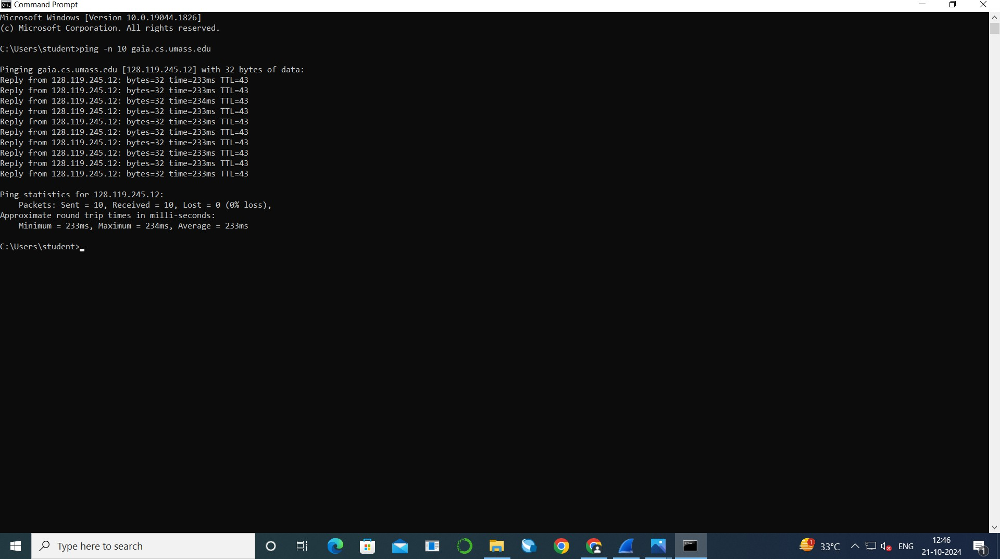 Command Prompt
Microsoft Windows [Version 10.0.19044.1826]
(c) Microsoft Corporation. All rights reserved.
C:\Users\student>ping -n 10 gaia.cs.umass.edu
Pinging gaia.cs.umass.edu [128.119.245.12] with 32 bytes of data:
Reply from 128.119.245.12: bytes=32 time=233ms TTL=43
Reply from 128.119.245.12: bytes=32 time=233ms TTL=43
Reply from 128.119.245.12: bytes=32 time=234ms TTL=43
Reply from 128.119.245.12: bytes=32 time=233ms TTL=43
Reply from 128.119.245.12: bytes=32 time=233ms TTL=43
Reply from 128.119.245.12: bytes=32 time=233ms TTL=43
Reply from 128.119.245.12: bytes=32 time=233ms TTL=43
Reply from 128.119.245.12: bytes=32 time=233ms TTL=43
Reply from 128.119.245.12: bytes=32 time=233ms TTL=43
Reply from 128.119.245.12: bytes=32 time=233ms TTL=43
Ping statistics for 128.119.245.12:
    Packets: Sent = 10, Received = 10, Lost = 0 (0% loss),
Approximate round trip times in milli-seconds:
    Minimum = 233ms, Maximum = 234ms, Average = 233ms
C:\Users\student>
Type here to search
1
33°C
ENG
12:46
21-10-2024
1